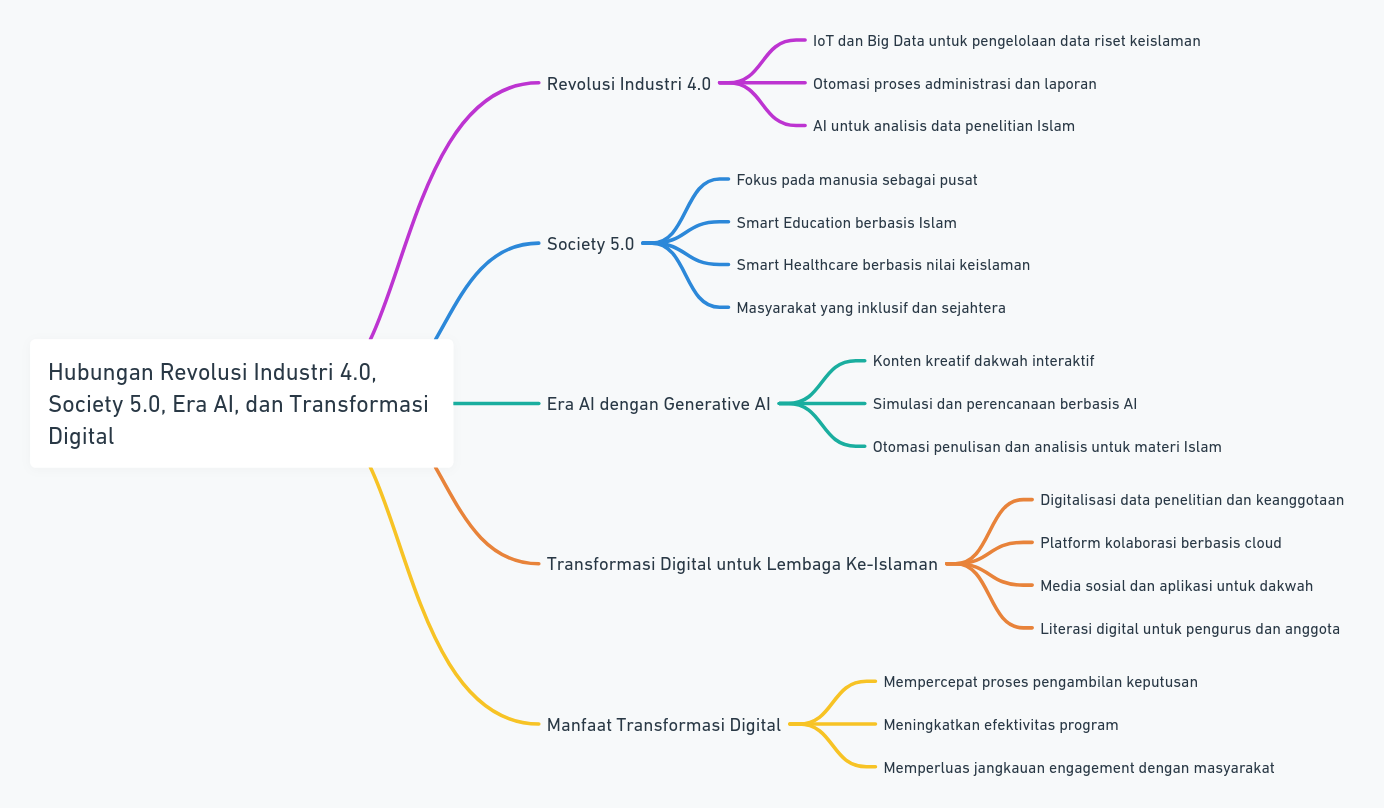 Hubungan Revolusi Industri 4.0,
Society 5.0, Era AI, dan Transformasi
Digital
Revolusi Industri 4.0
IoT dan Big Data untuk pengelolaan data riset keislaman
Otomasi proses administrasi dan laporan
AI untuk analisis data penelitian Islam
Society 5.0
Fokus pada manusia sebagai pusat
Smart Education berbasis Islam
Smart Healthcare berbasis nilai keislaman
Masyarakat yang inklusif dan sejahtera
Era AI dengan Generative AI
Konten kreatif dakwah interaktif
Simulasi dan perencanaan berbasis AI
Otomasi penulisan dan analisis untuk materi Islam
Transformasi Digital untuk Lembaga Ke-Islaman
Digitalisasi data penelitian dan keanggotaan
Platform kolaborasi berbasis cloud
Media sosial dan aplikasi untuk dakwah
Literasi digital untuk pengurus dan anggota
Manfaat Transformasi Digital
Mempercepat proses pengambilan keputusan
Meningkatkan efektivitas program
Memperluas jangkauan engagement dengan masyarakat